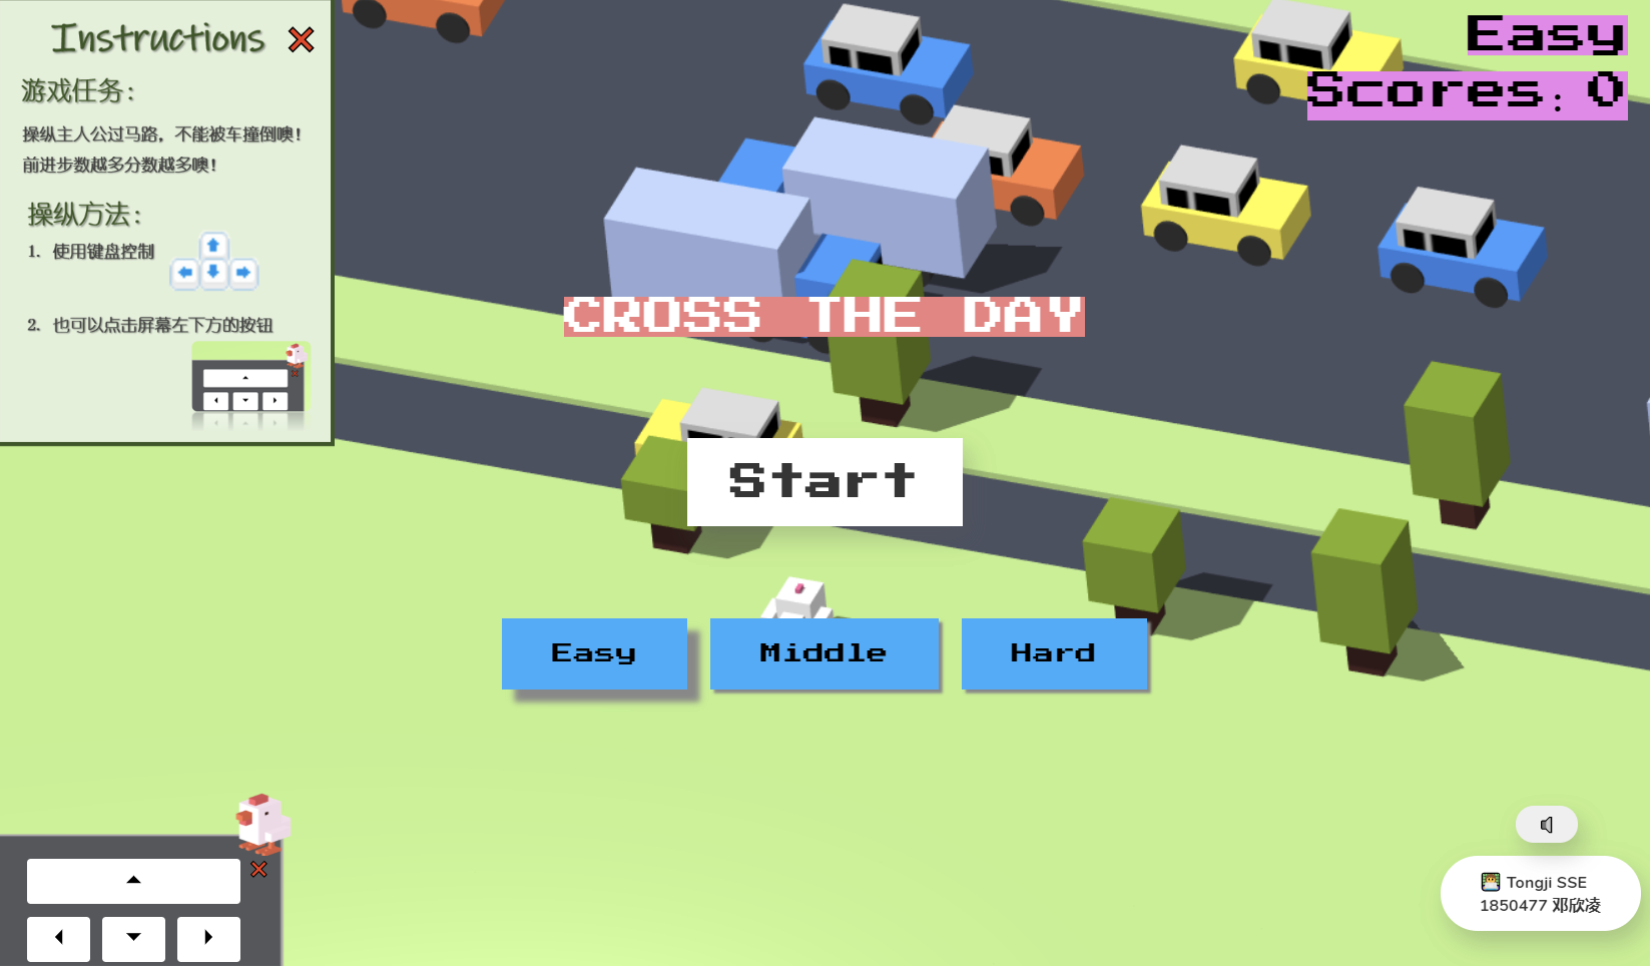 Instructions
游戏任务:
操纵主人公过马路，不能被车撞倒噢！
前进步数越多分数越多噢！
操纵方法:
1. 使用键盘控制
2. 也可以点击屏幕左下方的按钮
Easy
Scores: 0
CROSS THE DAY
Start
Easy
Middle
Hard
Tongji SSE
1850477 邓欣凌